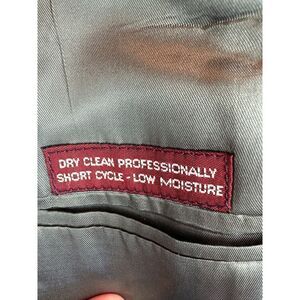 DRY CLEAN PROFESSIONALLY
SHORT CYCLE - LOW MOISTURE